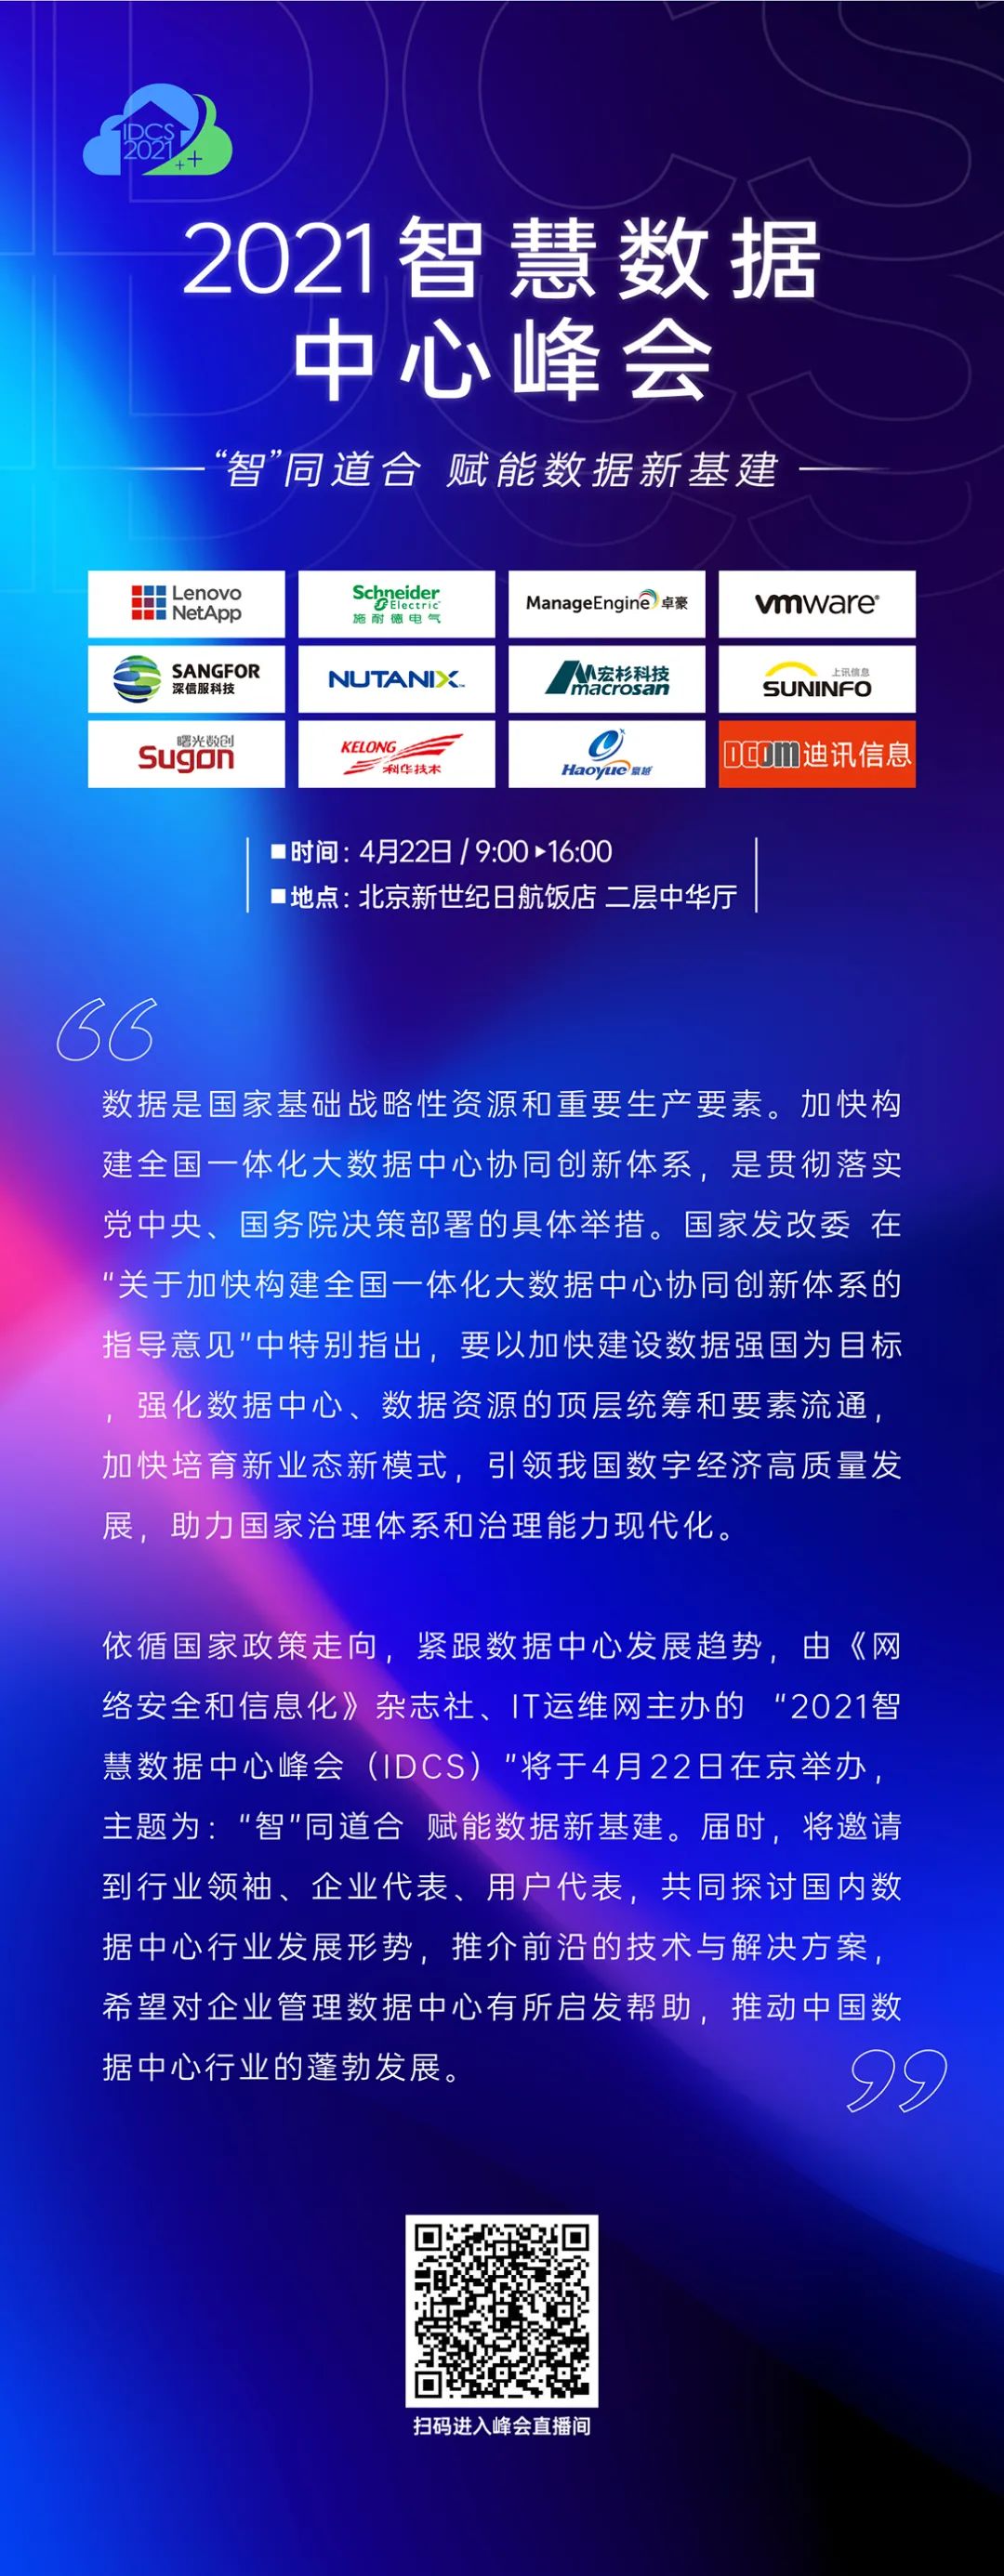 IDCS
2021
2021智慧数据
中心峰会
“智”同道合 赋能数据新基建
Lenovo
NetApp
Schneider
Electric
施耐德电气
ManageEngine 卓豪
vmware®
SANGFOR
深信服科技
NUTANIX
宏杉科技
macrosan
上讯信息
SUNINFO
曙光数创
Sugon
KELONG
科华技术
Haoyue 豪越
DCOM迪讯信息
■时间: 4月22日 / 9:00 ▸16:00
■地点: 北京新世纪日航饭店 二层中华厅
数据是国家基础战略性资源和重要生产要素。加快构
建全国一体化大数据中心协同创新体系，是贯彻落实
党中央、国务院决策部署的具体举措。国家发改委 在
“关于加快构建全国一体化大数据中心协同创新体系的
指导意见”中特别指出，要以加快建设数据强国为目标
，强化数据中心、数据资源的顶层统筹和要素流通，
加快培育新业态新模式，引领我国数字经济高质量发
展，助力国家治理体系和治理能力现代化。
依循国家政策走向，紧跟数据中心发展趋势，由《网
络安全和信息化》杂志社、IT运维网主办的 “2021智
慧数据中心峰会（IDCS）”将于4月22日在京举办，
主题为：“智”同道合 赋能数据新基建。届时，将邀请
到行业领袖、企业代表、用户代表，共同探讨国内数
据中心行业发展形势，推介前沿的技术与解决方案，
希望对企业管理数据中心有所启发帮助，推动中国数
据中心行业的蓬勃发展。
扫码进入峰会直播间